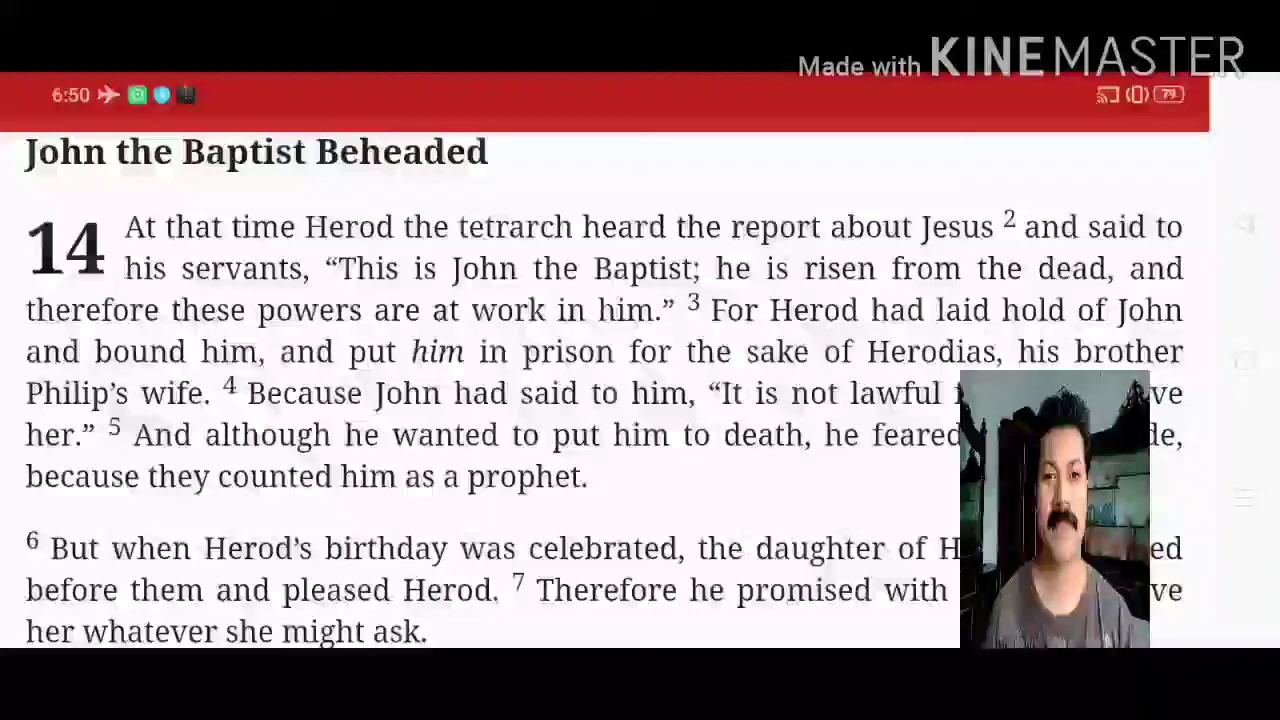 Made with KINEMASTER
6:50 79
John the Baptist Beheaded
14 At that time Herod the tetrarch heard the report about Jesus 2 and said to
his servants, “This is John the Baptist; he is risen from the dead, and
therefore these powers are at work in him.” 3 For Herod had laid hold of John
and bound him, and put him in prison for the sake of Herodias, his brother
Philip’s wife. 4 Because John had said to him, “It is not lawful
her.” 5 And although he wanted to put him to death, he feared
because they counted him as a prophet.
6 But when Herod’s birthday was celebrated, the daughter of
before them and pleased Herod. 7 Therefore he promised with
her whatever she might ask.